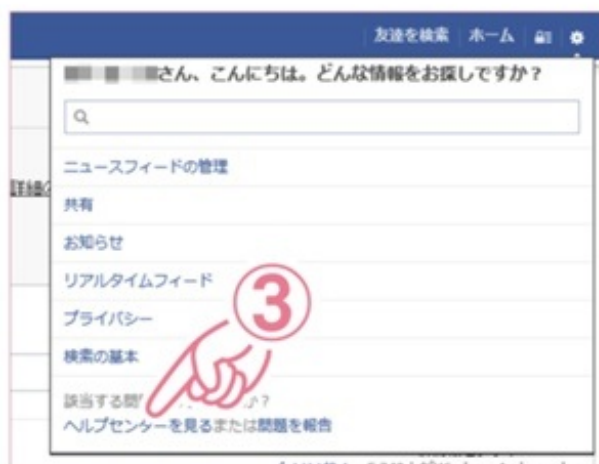 友達を検索 ホーム
さん、こんにちは。どんな情報をお探しですか？
ニュースフィードの管理
詳細
共有
お知らせ
リアルタイムフィード
③
プライバシー
検索の基本
該当する問 か？
ヘルプセンターを見るまたは問題を報告